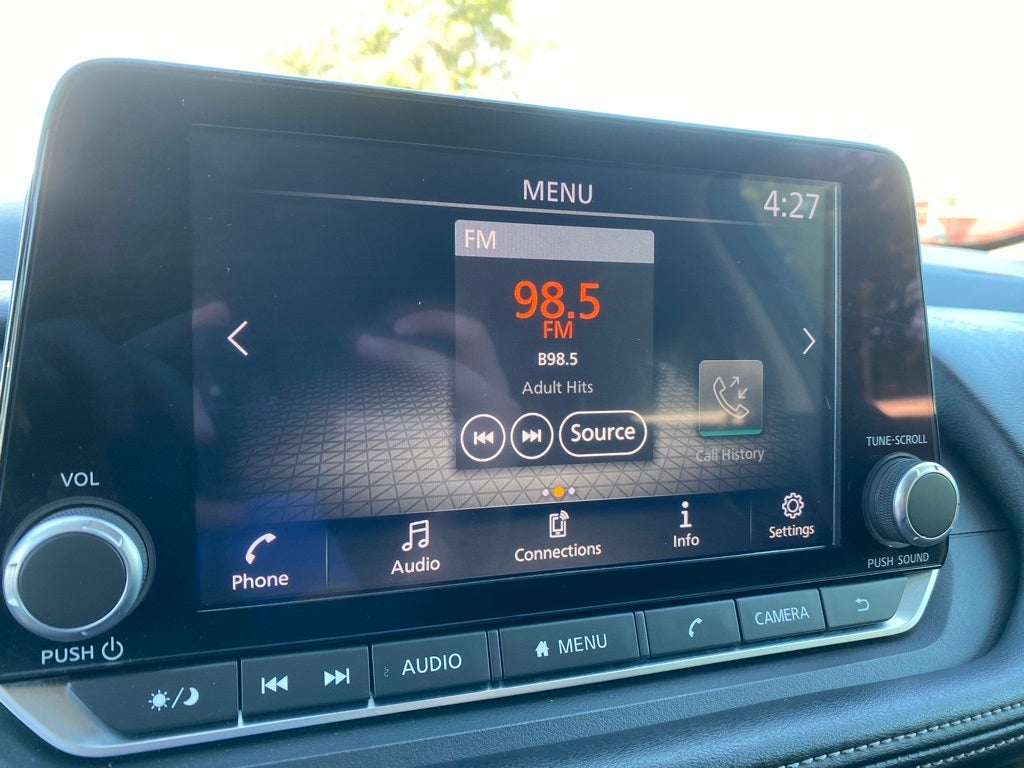 MENU
4:27
FM
98.5
FM
B98.5
Adult Hits
Source
Call History
Phone
Audio
Connections
Info
Settings
VOL
PUSH
TUNE·SCROLL
PUSH SOUND
AUDIO
MENU
CAMERA